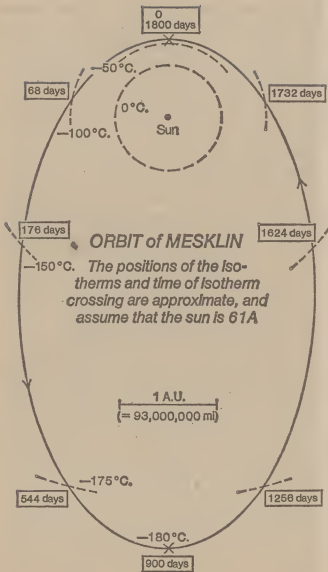 0
1800 days
−50°C.
68 days
1732 days
0°C.
Sun
−100°C.
176 days
ORBIT of MESKLIN
1624 days
−150°C.
The positions of the iso-
therms and time of isotherm
crossing are approximate, and
assume that the sun is 61A
1 A.U.
(= 93,000,000 mi)
−175°C.
544 days
1256 days
−180°C.
900 days